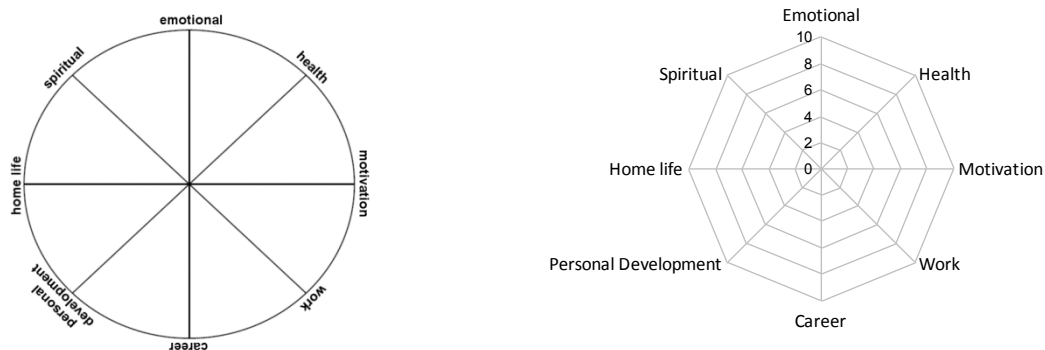 emotional
health
motivation
work
career
personal
development
home life
spiritual
Emotional
10
8
6
4
2
0
Health
Motivation
Work
Career
Personal Development
Home life
Spiritual